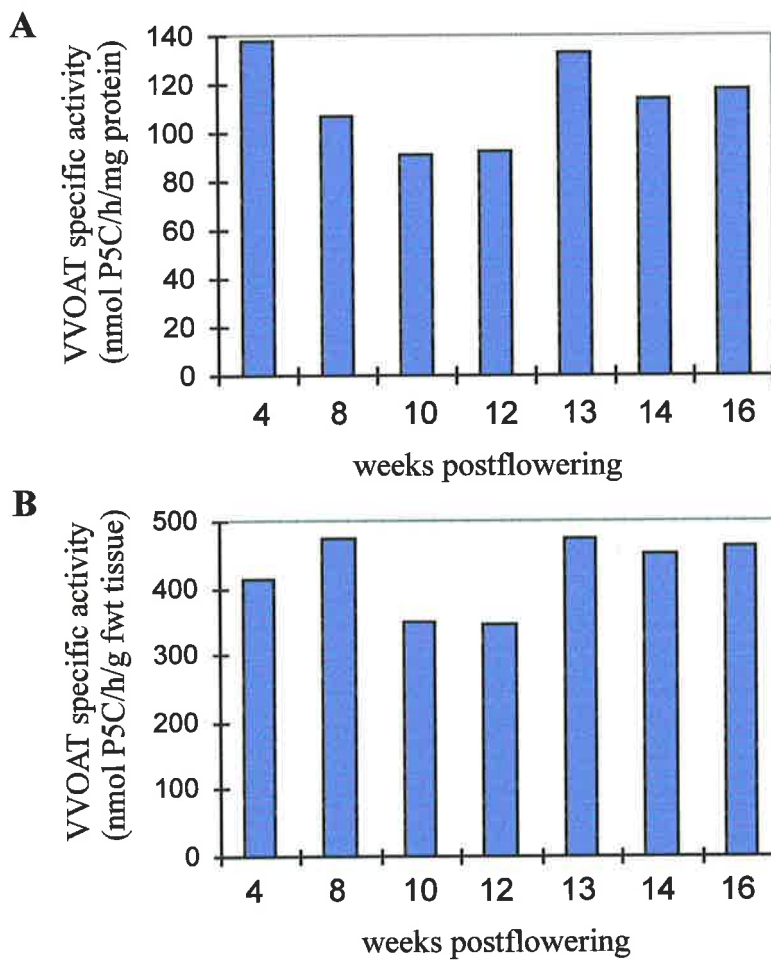 A
VVOAT specific activity
(nmol P5C/h/mg protein)
140
120
100
80
60
40
20
0
4 8 10 12 13 14 16
weeks postflowering
B
VVOAT specific activity
(nmol P5C/h/g fwt tissue)
500
400
300
200
100
0
4 8 10 12 13 14 16
weeks postflowering